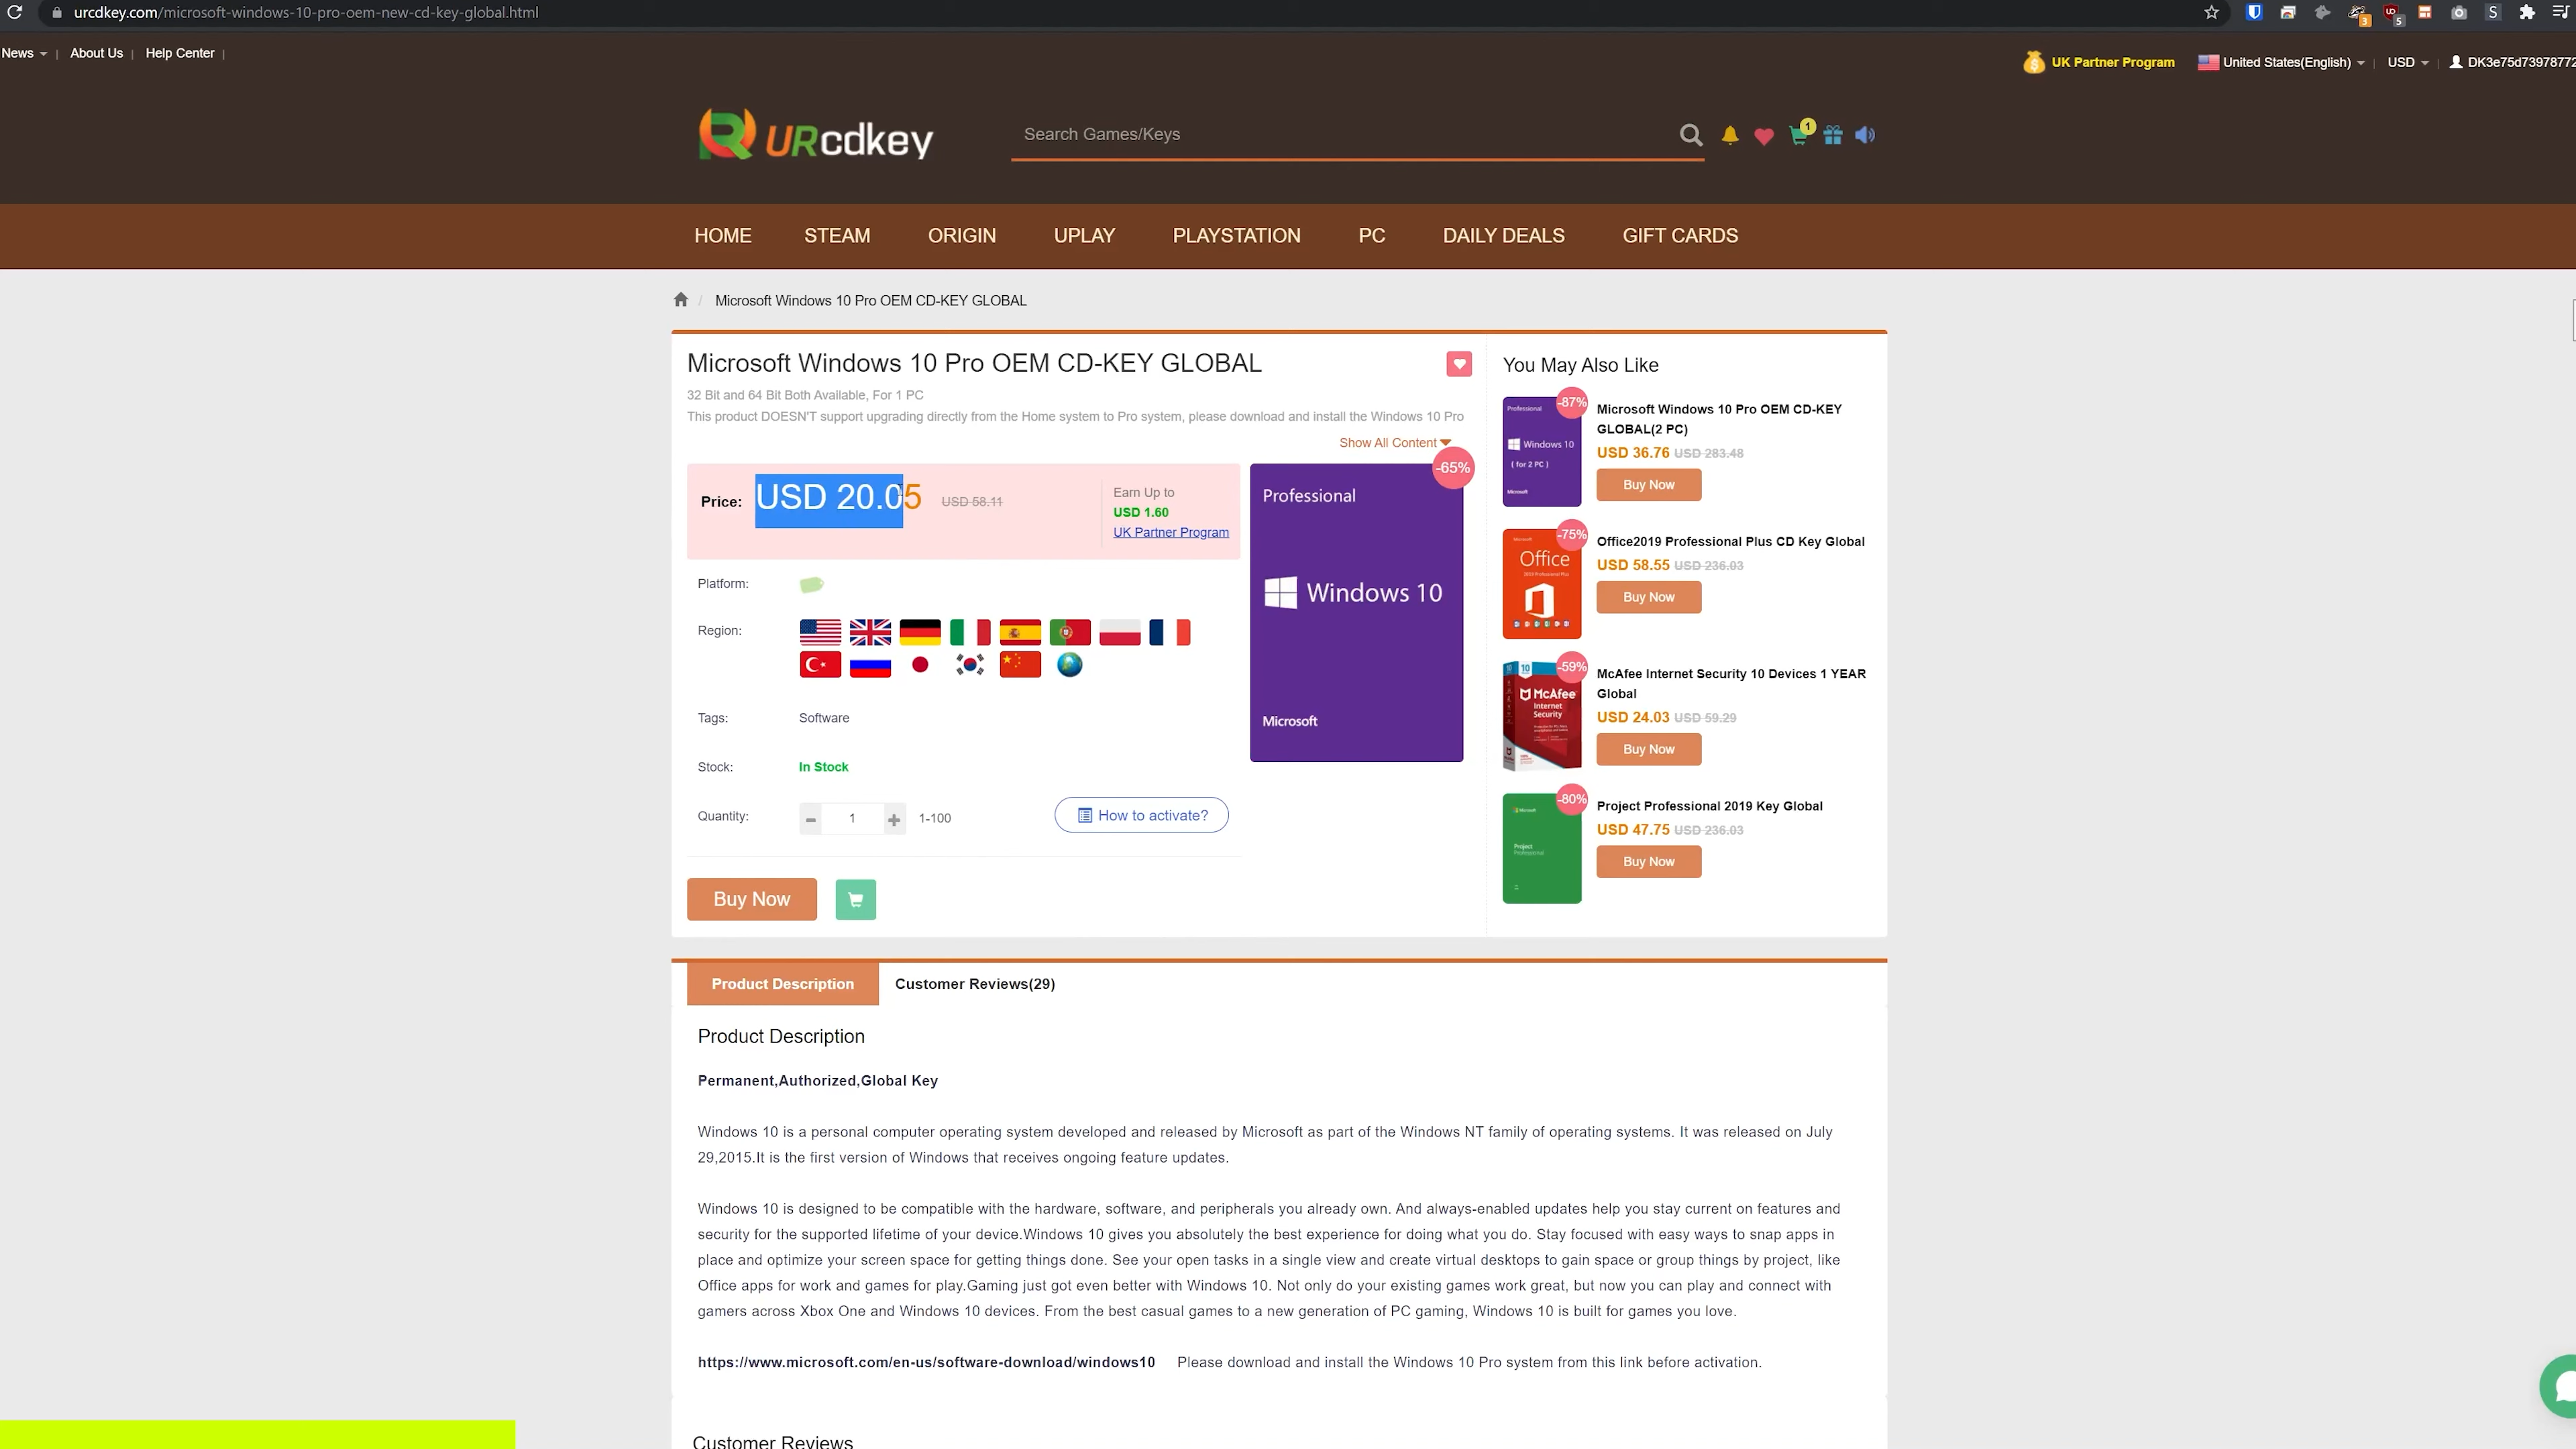 urcdkey.com/microsoft-windows-10-pro-oem-new-cd-key-global.html
3
5
S
News | About Us | Help Center |
UK Partner Program
United States(English) | USD |
URcdkey
Search Games/Keys
1
HOME STEAM ORIGIN UPLAY PLAYSTATION PC DAILY DEALS GIFT CARDS
/ Microsoft Windows 10 Pro OEM CD-KEY GLOBAL
Microsoft Windows 10 Pro OEM CD-KEY GLOBAL
32 Bit and 64 Bit Both Available, For 1 PC
This product DOESN'T support upgrading directly from the Home system to Pro system, please download and install the Windows 10 Pro
Show All Content
Price: USD 20.05 USD 58.11
Earn Up to
USD 1.60
UK Partner Program
-65%
Professional
Windows 10
Microsoft
Platform:
Region:
Tags: Software
Stock: In Stock
Quantity: 1 1-100
How to activate?
Buy Now
You May Also Like
-87%
Professional
Windows 10
( for 2 PC )
Microsoft
Microsoft Windows 10 Pro OEM CD-KEY
GLOBAL(2 PC)
USD 36.76 USD 283.48
Buy Now
-75%
Office
Office2019 Professional Plus CD Key Global
USD 58.55 USD 236.03
Buy Now
-59%
10
McAfee
Internet
Security
McAfee Internet Security 10 Devices 1 YEAR
Global
USD 24.03 USD 59.29
Buy Now
-80%
Project
Professional
Project Professional 2019 Key Global
USD 47.75 USD 236.03
Buy Now
Product Description Customer Reviews(29)
Product Description
Permanent,Authorized,Global Key
Windows 10 is a personal computer operating system developed and released by Microsoft as part of the Windows NT family of operating systems. It was released on July
29,2015.It is the first version of Windows that receives ongoing feature updates.
Windows 10 is designed to be compatible with the hardware, software, and peripherals you already own. And always-enabled updates help you stay current on features and
security for the supported lifetime of your device.Windows 10 gives you absolutely the best experience for doing what you do. Stay focused with easy ways to snap apps in
place and optimize your screen space for getting things done. See your open tasks in a single view and create virtual desktops to gain space or group things by project, like
Office apps for work and games for play.Gaming just got even better with Windows 10. Not only do your existing games work great, but now you can play and connect with
gamers across Xbox One and Windows 10 devices. From the best casual games to a new generation of PC gaming, Windows 10 is built for games you love.
https://www.microsoft.com/en-us/software-download/windows10 Please download and install the Windows 10 Pro system from this link before activation.
Customer Reviews